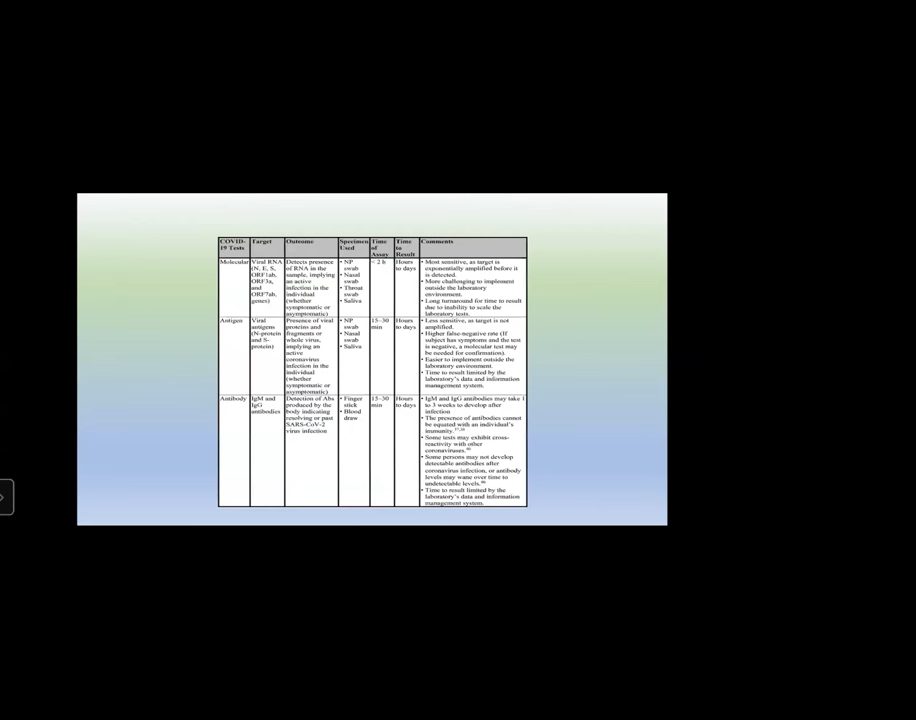 COVID-19 Tests
Target
Outcome
Specimen Used
Time of Assay
Time to Result
Comments
Molecular
Viral RNA
(N, E, S,
ORF1ab,
ORF3a,
and
ORF7ab,
genes)
Detects presence
of RNA in the
sample, implying
an active
infection in the
individual
(whether
symptomatic or
asymptomatic)
• NP
swab
• Nasal
swab
• Throat
swab
• Saliva
< 2 h
Hours
to days
• Most sensitive, as target is
exponentially amplified before it
is detected.
• More challenging to implement
outside the laboratory
environment.
• Long turnaround for time to result
due to inability to scale the
laboratory tests.
Antigen
Viral
antigens
(N-protein
and S-
protein)
Presence of viral
proteins and
fragments or
whole virus,
implying an
active
coronavirus
infection in the
individual
(whether
symptomatic or
asymptomatic)
• NP
swab
• Nasal
swab
• Saliva
15–30
min
Hours
to days
• Less sensitive, as target is not
amplified.
• Higher false-negative rate (If
subject has symptoms and the test
is negative, a molecular test may
be needed for confirmation).
• Easier to implement outside the
laboratory environment.
• Time to result limited by the
laboratory's data and information
management system.
Antibody
IgM and
IgG
antibodies
Detection of Abs
produced by the
body indicating
resolving or past
SARS-CoV-2
virus infection
• Finger
stick
• Blood
draw
15–30
min
Hours
to days
• IgM and IgG antibodies may take 1
to 3 weeks to develop after
infection
• The presence of antibodies cannot
be equated with an individual's
immunity.
• Some tests may exhibit cross-
reactivity with other
coronaviruses.
• Some persons may not develop
detectable antibodies after
coronavirus infection, or antibody
levels may wane over time to
undetectable levels.
• Time to result limited by the
laboratory's data and information
management system.